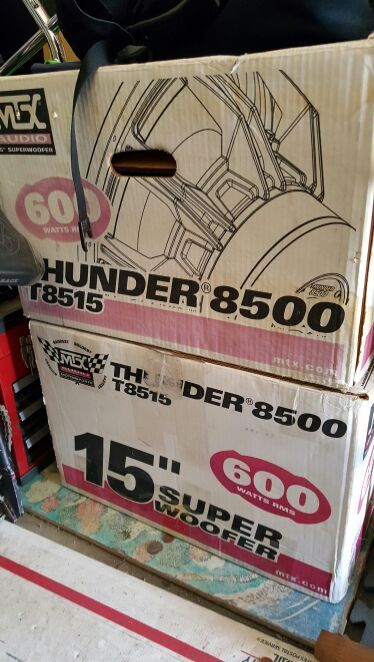 MTX
AUDIO
15" SUPERWOOFER
600
WATTS RMS
THUNDER® 8500
T8515
mtx.com
MTX
THUNDER® 8500
T8515
15"
SUPER
WOOFER
600
WATTS RMS
mtx.com